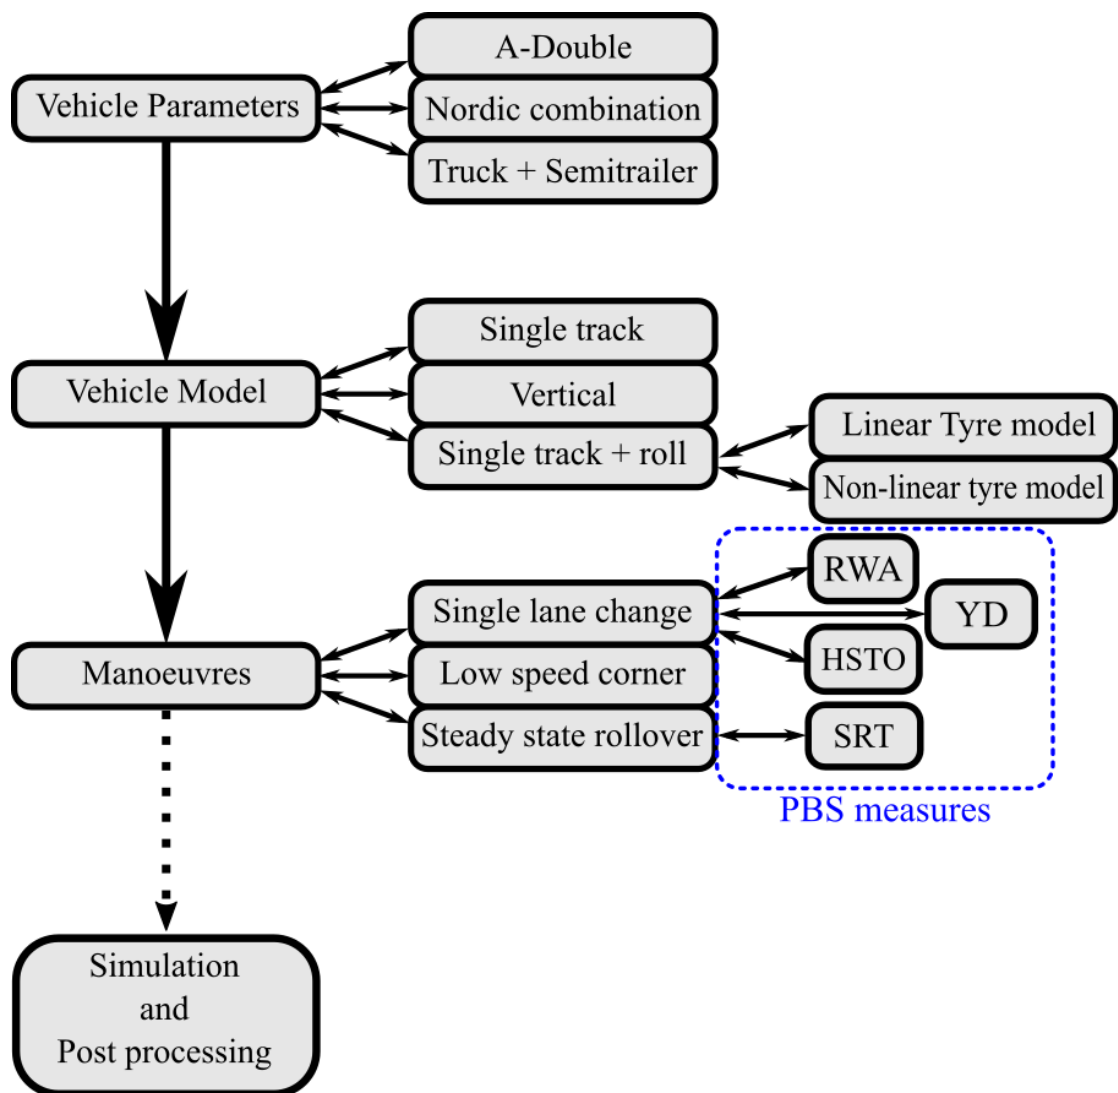 A-Double
Vehicle Parameters
Nordic combination
Truck + Semitrailer
Single track
Vehicle Model
Vertical
Single track + roll
Linear Tyre model
Non-linear tyre model
RWA
Single lane change
YD
HSTO
Manoeuvres
Low speed corner
Steady state rollover
SRT
PBS measures
Simulation
and
Post processing